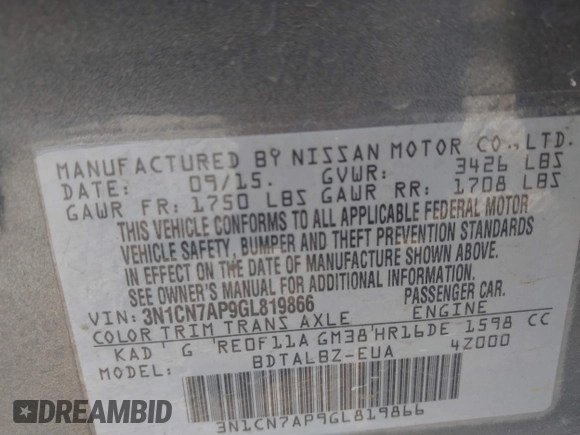 MANUFACTURED BY NISSAN MOTOR CO., LTD.
DATE: 09/15. GVWR: 3426 LBS
GAWR FR: 1750 LBS GAWR RR: 1708 LBS
THIS VEHICLE CONFORMS TO ALL APPLICABLE FEDERAL MOTOR
VEHICLE SAFETY, BUMPER AND THEFT PREVENTION STANDARDS
IN EFFECT ON THE DATE OF MANUFACTURE SHOWN ABOVE.
SEE OWNER'S MANUAL FOR ADDITIONAL INFORMATION.
VIN: 3N1CN7AP9GL819866 PASSENGER CAR.
COLOR TRIM TRANS AXLE ENGINE
KAD G RE0F11A GM38 HR16DE 1598 CC
MODEL: BDTALBZ-EUA 4Z000
3N1CN7AP9GL819866
DREAMBID
Dreambid.com